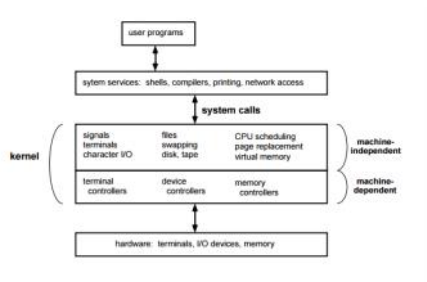 user programs
sytem services: shells, compilers, printing, network access
system calls
kernel
signals files CPU scheduling
terminals swapping page replacement
character I/O disk, tape virtual memory
machine-
independent
terminal device memory
controllers controllers controllers
machine-
dependent
hardware: terminals, I/O devices, memory